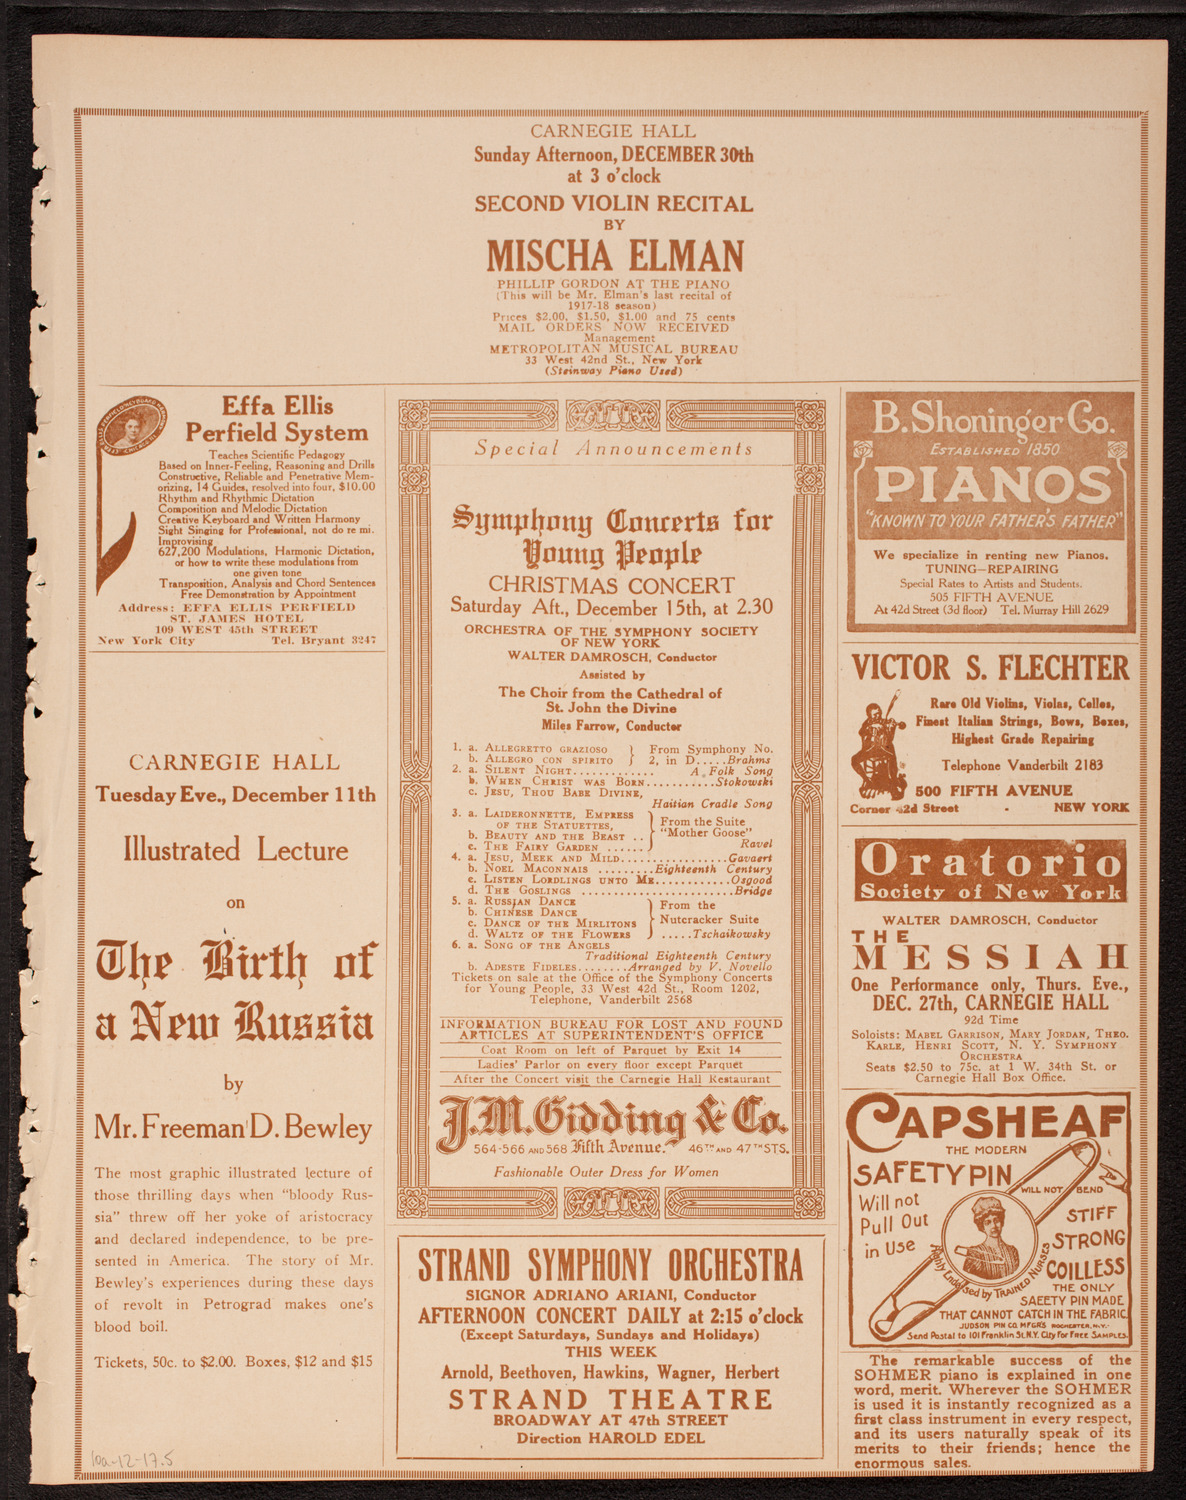 CARNEGIE HALL
Sunday Afternoon, DECEMBER 30th
at 3 o'clock
SECOND VIOLIN RECITAL
BY
MISCHA ELMAN
PHILLIP GORDON AT THE PIANO
(This will be Mr. Elman's last recital of
1917-18 season)
Prices $2.00, $1.50, $1.00 and 75 cents
MAIL ORDERS NOW RECEIVED
Management
METROPOLITAN MUSICAL BUREAU
33 West 42nd St., New York
(Steinway Piano Used)
Effa Ellis
Perfield System
Teaches Scientific Pedagogy
Based on Inner-Feeling, Reasoning and Drills
Constructive, Reliable and Penetrative Mem-
orizing, 14 Guides, resolved into four, $10.00
Rhythm and Rhythmic Dictation
Composition and Melodic Dictation
Creative Keyboard and Written Harmony
Sight Singing for Professional, not do re mi.
Improvising
627,200 Modulations, Harmonic Dictation,
or how to write these modulations from
one given tone
Transposition, Analysis and Chord Sentences
Free Demonstration by Appointment
Address: EFFA ELLIS PERFIELD
ST. JAMES HOTEL
109 WEST 45th STREET
New York City Tel. Bryant 3247
CARNEGIE HALL
Tuesday Eve., December 11th
Illustrated Lecture
on
The Birth of
a New Russia
by
Mr. Freeman D. Bewley
The most graphic illustrated lecture of
those thrilling days when "bloody Rus-
sia" threw off her yoke of aristocracy
and declared independence, to be pre-
sented in America. The story of Mr.
Bewley's experiences during these days
of revolt in Petrograd makes one's
blood boil.
Tickets, 50c. to $2.00. Boxes, $12 and $15
10a-12-17.5
Special Announcements
Symphony Concerts for
Young People
CHRISTMAS CONCERT
Saturday Aft., December 15th, at 2.30
ORCHESTRA OF THE SYMPHONY SOCIETY
OF NEW YORK
WALTER DAMROSCH, Conductor
Assisted by
The Choir from the Cathedral of
St. John the Divine
Miles Farrow, Conductor
1. a. ALLEGRETTO GRAZIOSO } From Symphony No.
b. ALLEGRO CON SPIRITO } 2, in D.....Brahms
2. a. SILENT NIGHT............. A Folk Song
b. WHEN CHRIST WAS BORN..........Stokowski
c. JESU, THOU BABE DIVINE,
Haitian Cradle Song
3. a. LAIDERONNETTE, EMPRESS
OF THE STATUETTES, } From the Suite
b. BEAUTY AND THE BEAST .. } "Mother Goose"
c. THE FAIRY GARDEN ...... } Ravel
4. a. JESU, MEEK AND MILD................Gavaert
b. NOEL MACONNAIS .........Eighteenth Century
c. LISTEN LORDLINGS UNTO ME...........Osgood
d. THE GOSLINGS ........................Bridge
5. a. RUSSIAN DANCE } From the
b. CHINESE DANCE
c. DANCE OF THE MIRLITONS } Nutcracker Suite
d. WALTZ OF THE FLOWERS } .....Tschaikowsky
6. a. SONG OF THE ANGELS
Traditional Eighteenth Century
b. ADESTE FIDELES........Arranged by V. Novello
Tickets on sale at the Office of the Symphony Concerts
for Young People, 33 West 42d St., Room 1202,
Telephone, Vanderbilt 2568
INFORMATION BUREAU FOR LOST AND FOUND
ARTICLES AT SUPERINTENDENT'S OFFICE
Coat Room on left of Parquet by Exit 14
Ladies' Parlor on every floor except Parquet
After the Concert visit the Carnegie Hall Restaurant
J.M. Gidding & Co.
564-566 AND 568 Fifth Avenue. 46TH AND 47TH STS.
Fashionable Outer Dress for Women
STRAND SYMPHONY ORCHESTRA
SIGNOR ADRIANO ARIANI, Conductor
AFTERNOON CONCERT DAILY at 2:15 o'clock
(Except Saturdays, Sundays and Holidays)
THIS WEEK
Arnold, Beethoven, Hawkins, Wagner, Herbert
STRAND THEATRE
BROADWAY AT 47th STREET
Direction HAROLD EDEL
B. Shoninger Co.
ESTABLISHED 1850
PIANOS
"KNOWN TO YOUR FATHER'S FATHER"
We specialize in renting new Pianos.
TUNING—REPAIRING
Special Rates to Artists and Students.
505 FIFTH AVENUE
At 42d Street (3d floor) Tel. Murray Hill 2629
VICTOR S. FLECHTER
Rare Old Violins, Violas, Cellos,
Finest Italian Strings, Bows, Boxes,
Highest Grade Repairing
Telephone Vanderbilt 2183
500 FIFTH AVENUE
Corner 42d Street - NEW YORK
Oratorio
Society of New York
WALTER DAMROSCH, Conductor
THE
MESSIAH
One Performance only, Thurs. Eve.,
DEC. 27th, CARNEGIE HALL
92d Time
Soloists: MABEL GARRISON, MARY JORDAN, THEO.
KARLE, HENRI SCOTT, N. Y. SYMPHONY
ORCHESTRA
Seats $2.50 to 75c. at 1 W. 34th St. or
Carnegie Hall Box Office.
CAPSHEAF
THE MODERN
SAFETY PIN
WILL NOT BEND
Will not
Pull Out
in Use
STIFF
STRONG
COILLESS
Highly Endorsed by TRAINED NURSES
THE ONLY
SAFETY PIN MADE
THAT CANNOT CATCH IN THE FABRIC.
JUDSON PIN CO. MFGRS ROCHESTER, N.Y.
Send Postal to 101 Franklin St. N.Y. City for FREE SAMPLES.
The remarkable success of the
SOHMER piano is explained in one
word, merit. Wherever the SOHMER
is used it is instantly recognized as a
first class instrument in every respect,
and its users naturally speak of its
merits to their friends; hence the
enormous sales.